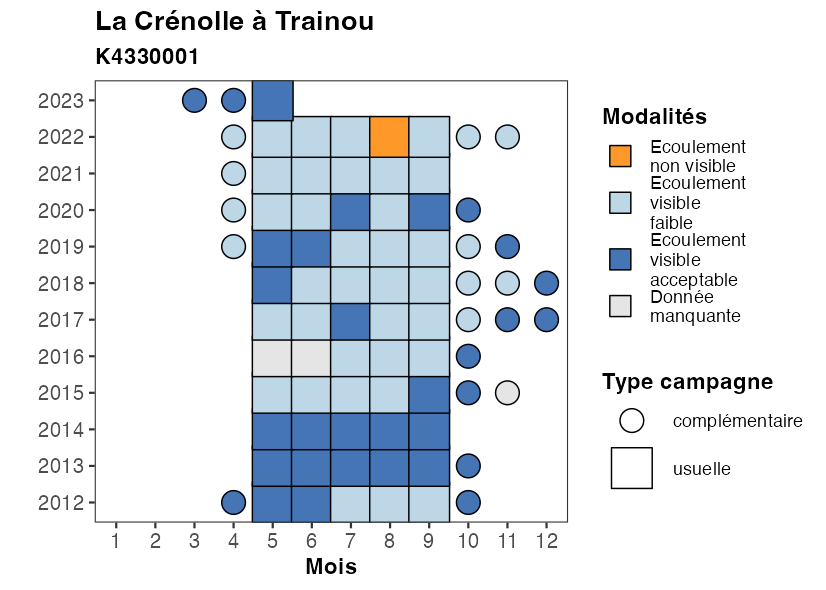 La Crénolle à Trainou
K4330001
2023
2022
2021
2020
2019
2018
2017
2016
2015
2014
2013
2012
1 2 3 4 5 6 7 8 9 10 11 12
Mois
Modalités
Ecoulement
non visible
Ecoulement
visible
faible
Ecoulement
visible
acceptable
Donnée
manquante
Type campagne
complémentaire
usuelle